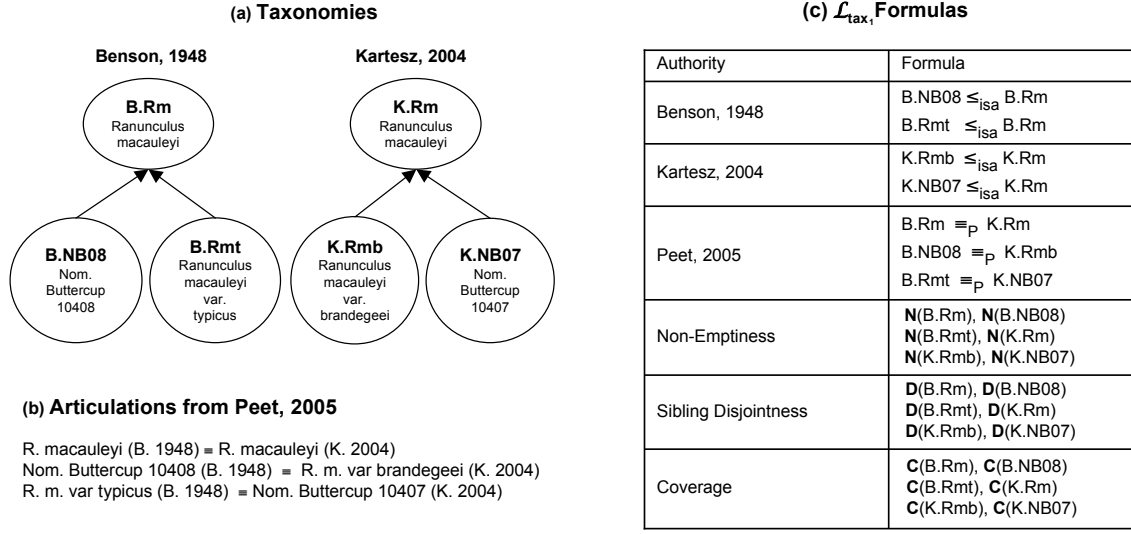 (a) Taxonomies
Benson, 1948
Kartesz, 2004
B.Rm
Ranunculus
macauleyi
K.Rm
Ranunculus
macauleyi
B.NB08
Nom.
Buttercup
10408
B.Rmt
Ranunculus
macauleyi
var.
typicus
K.Rmb
Ranunculus
macauleyi
var.
brandegeei
K.NB07
Nom.
Buttercup
10407
(b) Articulations from Peet, 2005
R. macauleyi (B. 1948) ≡ R. macauleyi (K. 2004)
Nom. Buttercup 10408 (B. 1948) ≡ R. m. var brandegeei (K. 2004)
R. m. var typicus (B. 1948) ≡ Nom. Buttercup 10407 (K. 2004)
(c) ℒtax₁ Formulas
Authority Formula
Benson, 1948
B.NB08 ≤isa B.Rm
B.Rmt ≤isa B.Rm
Kartesz, 2004
K.Rmb ≤isa K.Rm
K.NB07 ≤isa K.Rm
Peet, 2005
B.Rm ≡P K.Rm
B.NB08 ≡P K.Rmb
B.Rmt ≡P K.NB07
Non-Emptiness
N(B.Rm), N(B.NB08)
N(B.Rmt), N(K.Rm)
N(K.Rmb), N(K.NB07)
Sibling Disjointness
D(B.Rm), D(B.NB08)
D(B.Rmt), D(K.Rm)
D(K.Rmb), D(K.NB07)
Coverage
C(B.Rm), C(B.NB08)
C(B.Rmt), C(K.Rm)
C(K.Rmb), C(K.NB07)